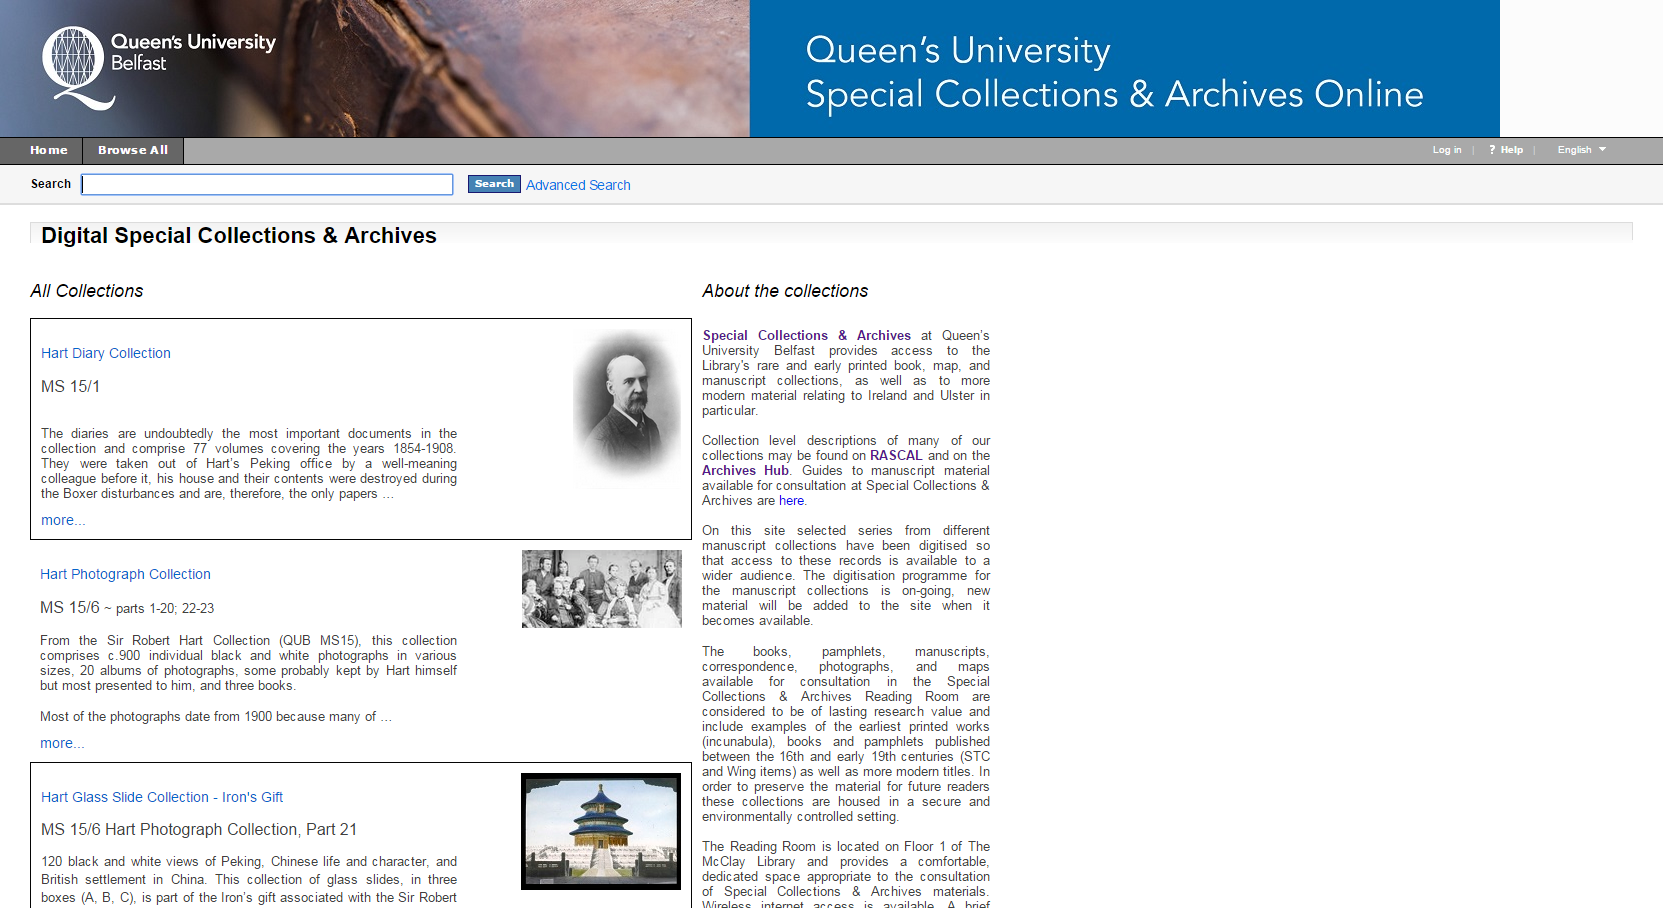 Queen's University
Belfast
Queen's University
Special Collections & Archives Online
Home
Browse All
Log in
|
? Help
|
English
Search
Search
Advanced Search
Digital Special Collections & Archives
All Collections
Hart Diary Collection
MS 15/1
The diaries are undoubtedly the most important documents in the
collection and comprise 77 volumes covering the years 1854-1908.
They were taken out of Hart's Peking office by a well-meaning
colleague before it, his house and their contents were destroyed during
the Boxer disturbances and are, therefore, the only papers ...
more...
Hart Photograph Collection
MS 15/6 ~ parts 1-20; 22-23
From the Sir Robert Hart Collection (QUB MS15), this collection
comprises c.900 individual black and white photographs in various
sizes, 20 albums of photographs, some probably kept by Hart himself
but most presented to him, and three books.
Most of the photographs date from 1900 because many of ...
more...
Hart Glass Slide Collection - Iron's Gift
MS 15/6 Hart Photograph Collection, Part 21
120 black and white views of Peking, Chinese life and character, and
British settlement in China. This collection of glass slides, in three
boxes (A, B, C), is part of the Iron's gift associated with the Sir Robert
About the collections
Special Collections & Archives at Queen's
University Belfast provides access to the
Library's rare and early printed book, map, and
manuscript collections, as well as to more
modern material relating to Ireland and Ulster in
particular.
Collection level descriptions of many of our
collections may be found on RASCAL and on the
Archives Hub. Guides to manuscript material
available for consultation at Special Collections &
Archives are here.
On this site selected series from different
manuscript collections have been digitised so
that access to these records is available to a
wider audience. The digitisation programme for
the manuscript collections is on-going, new
material will be added to the site when it
becomes available.
The books, pamphlets, manuscripts,
correspondence, photographs, and maps
available for consultation in the Special
Collections & Archives Reading Room are
considered to be of lasting research value and
include examples of the earliest printed works
(incunabula), books and pamphlets published
between the 16th and early 19th centuries (STC
and Wing items) as well as more modern titles. In
order to preserve the material for future readers
these collections are housed in a secure and
environmentally controlled setting.
The Reading Room is located on Floor 1 of The
McClay Library and provides a comfortable,
dedicated space appropriate to the consultation
of Special Collections & Archives materials.
Wireless internet access is available. A brief